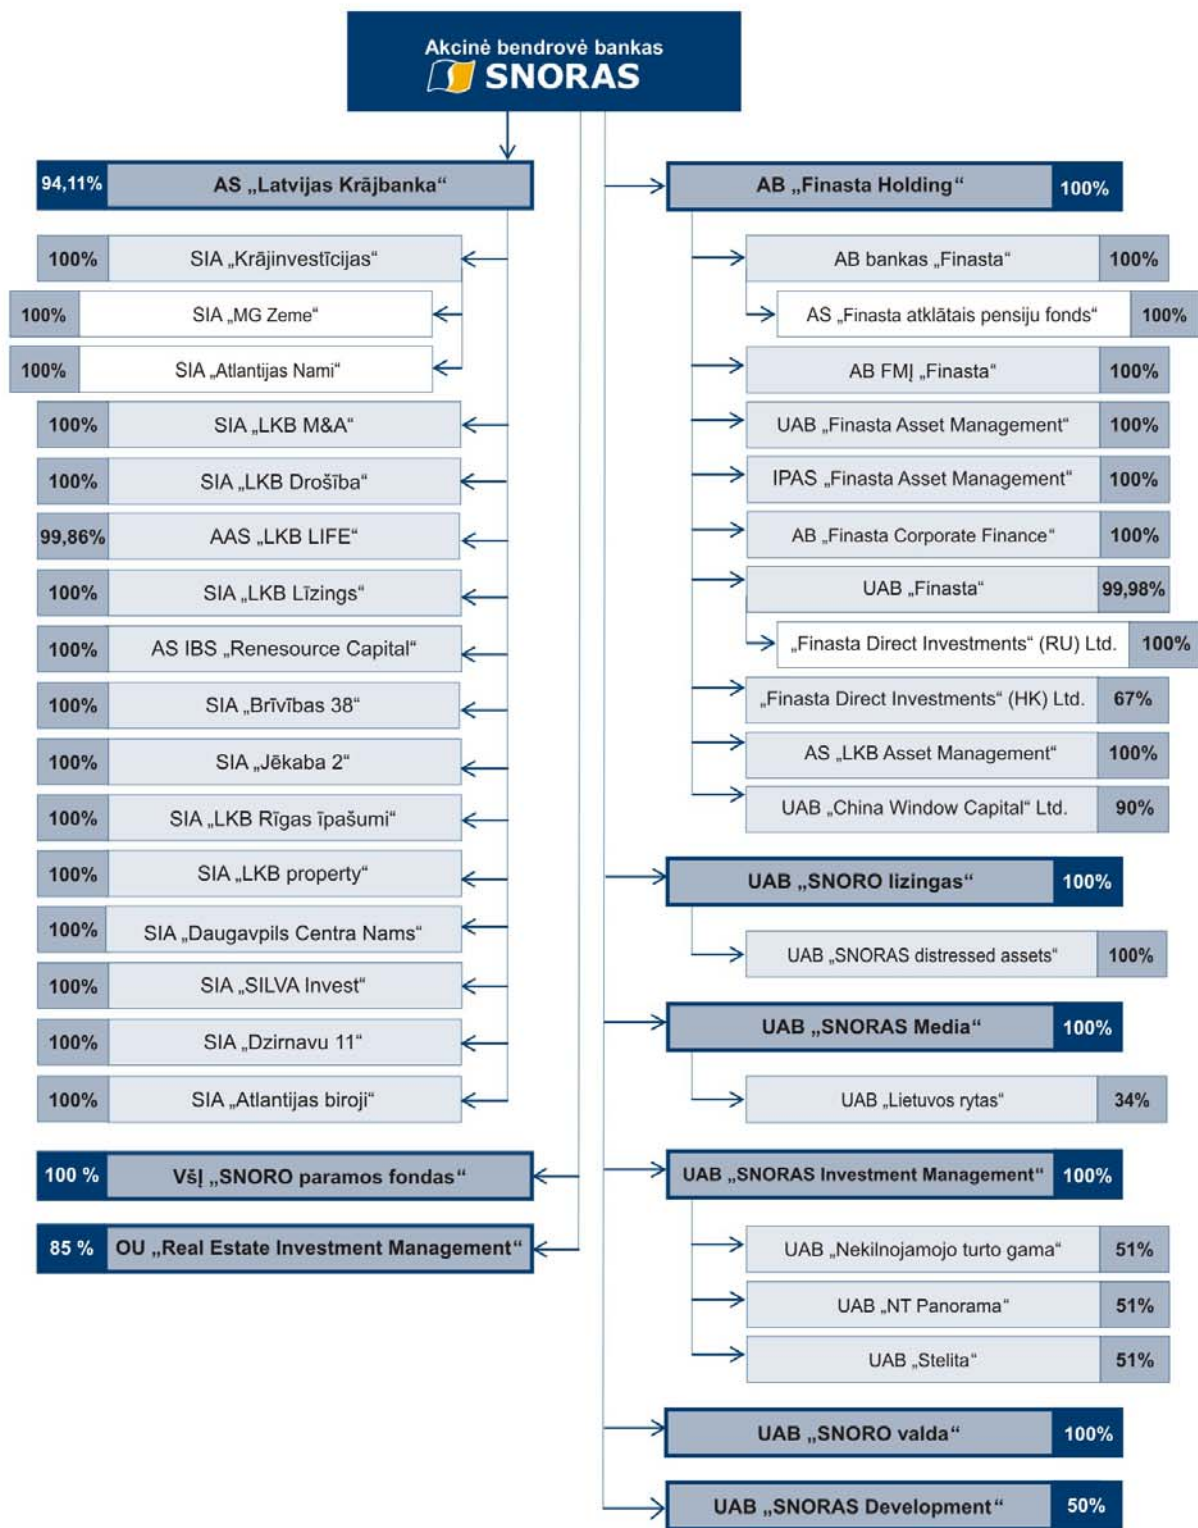 Akcinė bendrovė bankas
SNORAS
94,11% AS „Latvijas Krājbanka“
100% SIA „Krājinvestīcijas“
100% SIA „MG Zeme“
100% SIA „Atlantijas Nami“
100% SIA „LKB M&A“
100% SIA „LKB Drošība“
99,86% AAS „LKB LIFE“
100% SIA „LKB Līzings“
100% AS IBS „Renesource Capital“
100% SIA „Brīvības 38“
100% SIA „Jēkaba 2“
100% SIA „LKB Rīgas īpašumi“
100% SIA „LKB property“
100% SIA „Daugavpils Centra Nams“
100% SIA „SILVA Invest“
100% SIA „Dzirnavu 11“
100% SIA „Atlantijas biroji“
100 % VšĮ „SNORO paramos fondas“
85 % OU „Real Estate Investment Management“
AB „Finasta Holding“ 100%
AB bankas „Finasta“ 100%
AS „Finasta atklātais pensiju fonds“ 100%
AB FMĮ „Finasta“ 100%
UAB „Finasta Asset Management“ 100%
IPAS „Finasta Asset Management“ 100%
AB „Finasta Corporate Finance“ 100%
UAB „Finasta“ 99,98%
„Finasta Direct Investments“ (RU) Ltd. 100%
„Finasta Direct Investments“ (HK) Ltd. 67%
AS „LKB Asset Management“ 100%
UAB „China Window Capital“ Ltd. 90%
UAB „SNORO lizingas“ 100%
UAB „SNORAS distressed assets“ 100%
UAB „SNORAS Media“ 100%
UAB „Lietuvos rytas“ 34%
UAB „SNORAS Investment Management“ 100%
UAB „Nekilnojamojo turto gama“ 51%
UAB „NT Panorama“ 51%
UAB „Stelita“ 51%
UAB „SNORO valda“ 100%
UAB „SNORAS Development“ 50%